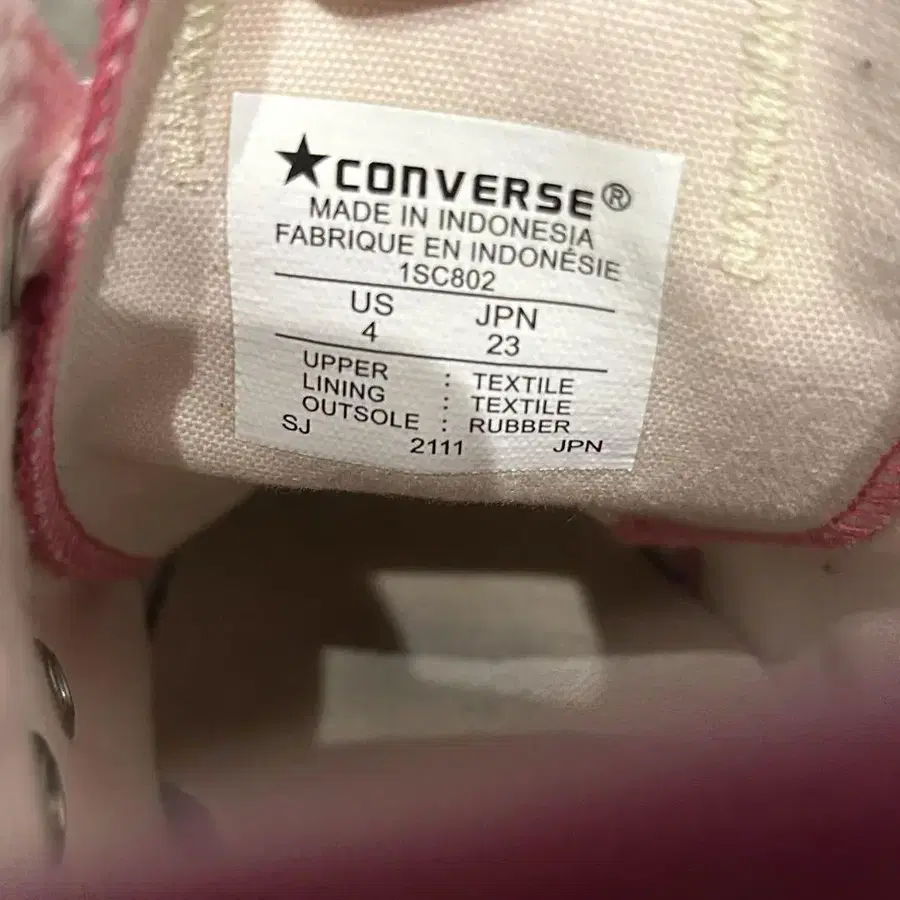 ★CONVERSE®
MADE IN INDONESIA
FABRIQUE EN INDONÉSIE
1SC802
US JPN
4 23
UPPER : TEXTILE
LINING : TEXTILE
OUTSOLE : RUBBER
SJ 2111 JPN